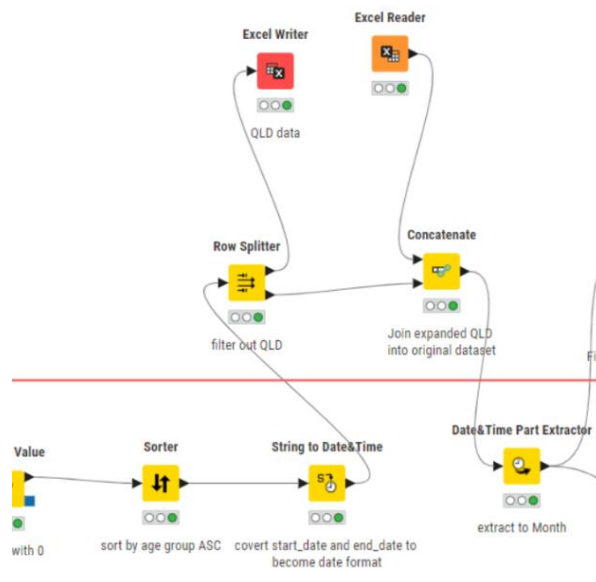 Excel Reader
Excel Writer
QLD data
Row Splitter
Concatenate
filter out QLD
Join expanded QLD
into original dataset
Fi
Value
Sorter
String to Date&Time
Date&Time Part Extractor
S
with 0
sort by age group ASC
covert start_date and end_date to
become date format
extract to Month